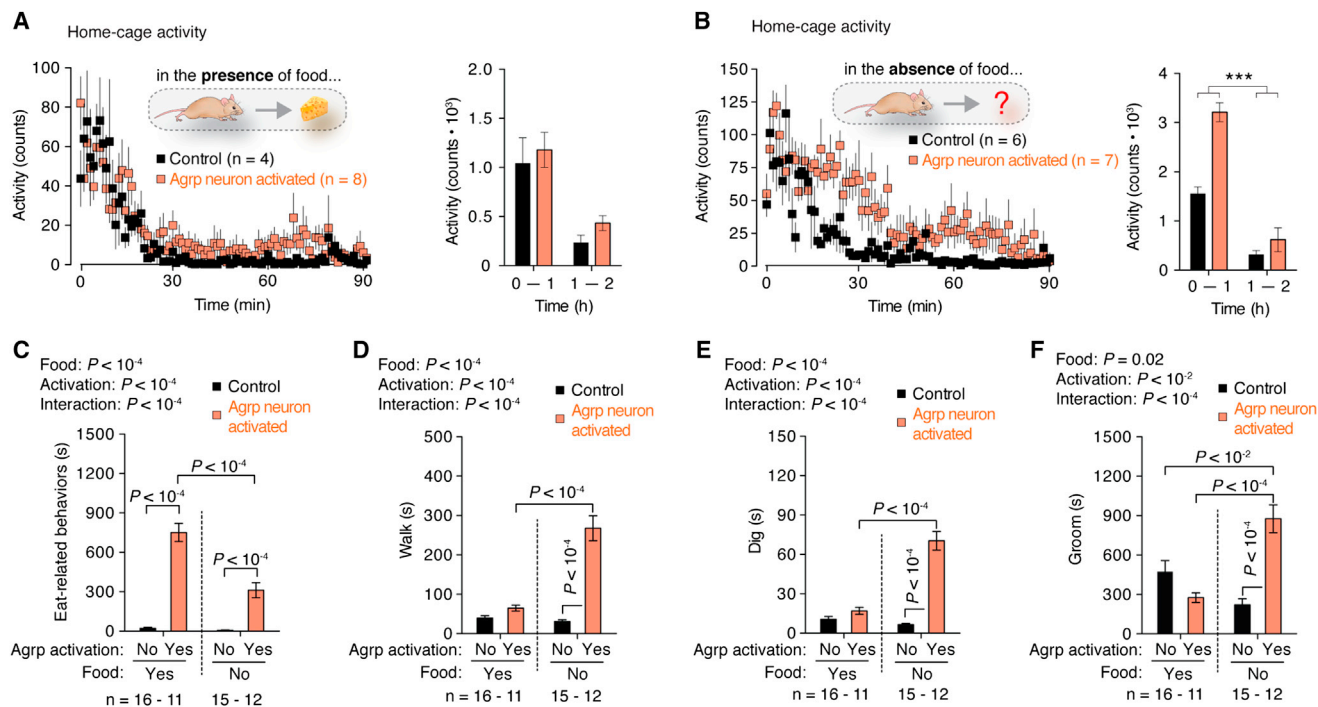 A
Home-cage activity
in the presence of food...
Control (n = 4)
Agrp neuron activated (n = 8)
Activity (counts)
100
80
60
40
20
0
0
30
60
90
Time (min)
Activity (counts • 10³)
2.0
1.5
1.0
0.5
0
0 — 1
1 — 2
Time (h)
B
Home-cage activity
in the absence of food...
?
Control (n = 6)
Agrp neuron activated (n = 7)
Activity (counts)
150
125
100
75
50
25
0
0
30
60
90
Time (min)
Activity (counts • 10³)
4
3
2
1
0
***
0 — 1
1 — 2
Time (h)
C
Food: P < 10⁻⁴
Activation: P < 10⁻⁴
Interaction: P < 10⁻⁴
Control
Agrp neuron
activated
Eat-related behaviors (s)
1500
1200
900
600
300
0
P < 10⁻⁴
P < 10⁻⁴
P < 10⁻⁴
Agrp activation: No Yes No Yes
Food: Yes No
n = 16 - 11 15 - 12
D
Food: P < 10⁻⁴
Activation: P < 10⁻⁴
Interaction: P < 10⁻⁴
Control
Agrp neuron
activated
Walk (s)
500
400
300
200
100
0
P < 10⁻⁴
P < 10⁻⁴
No Yes No Yes
Yes No
E
Food: P < 10⁻⁴
Activation: P < 10⁻⁴
Interaction: P < 10⁻⁴
Control
Agrp neuron
activated
Dig (s)
150
120
90
60
30
0
P < 10⁻⁴
P < 10⁻⁴
Agrp activation: No Yes No Yes
Food: Yes No
n = 16 - 11 15 - 12
F
Food: P = 0.02
Activation: P < 10⁻²
Interaction: P < 10⁻⁴
Control
Agrp neuron
activated
Groom (s)
1500
1200
900
600
300
0
P < 10⁻²
P < 10⁻⁴
P < 10⁻⁴
No Yes No Yes
Yes No
n = 16 - 11 15 - 12